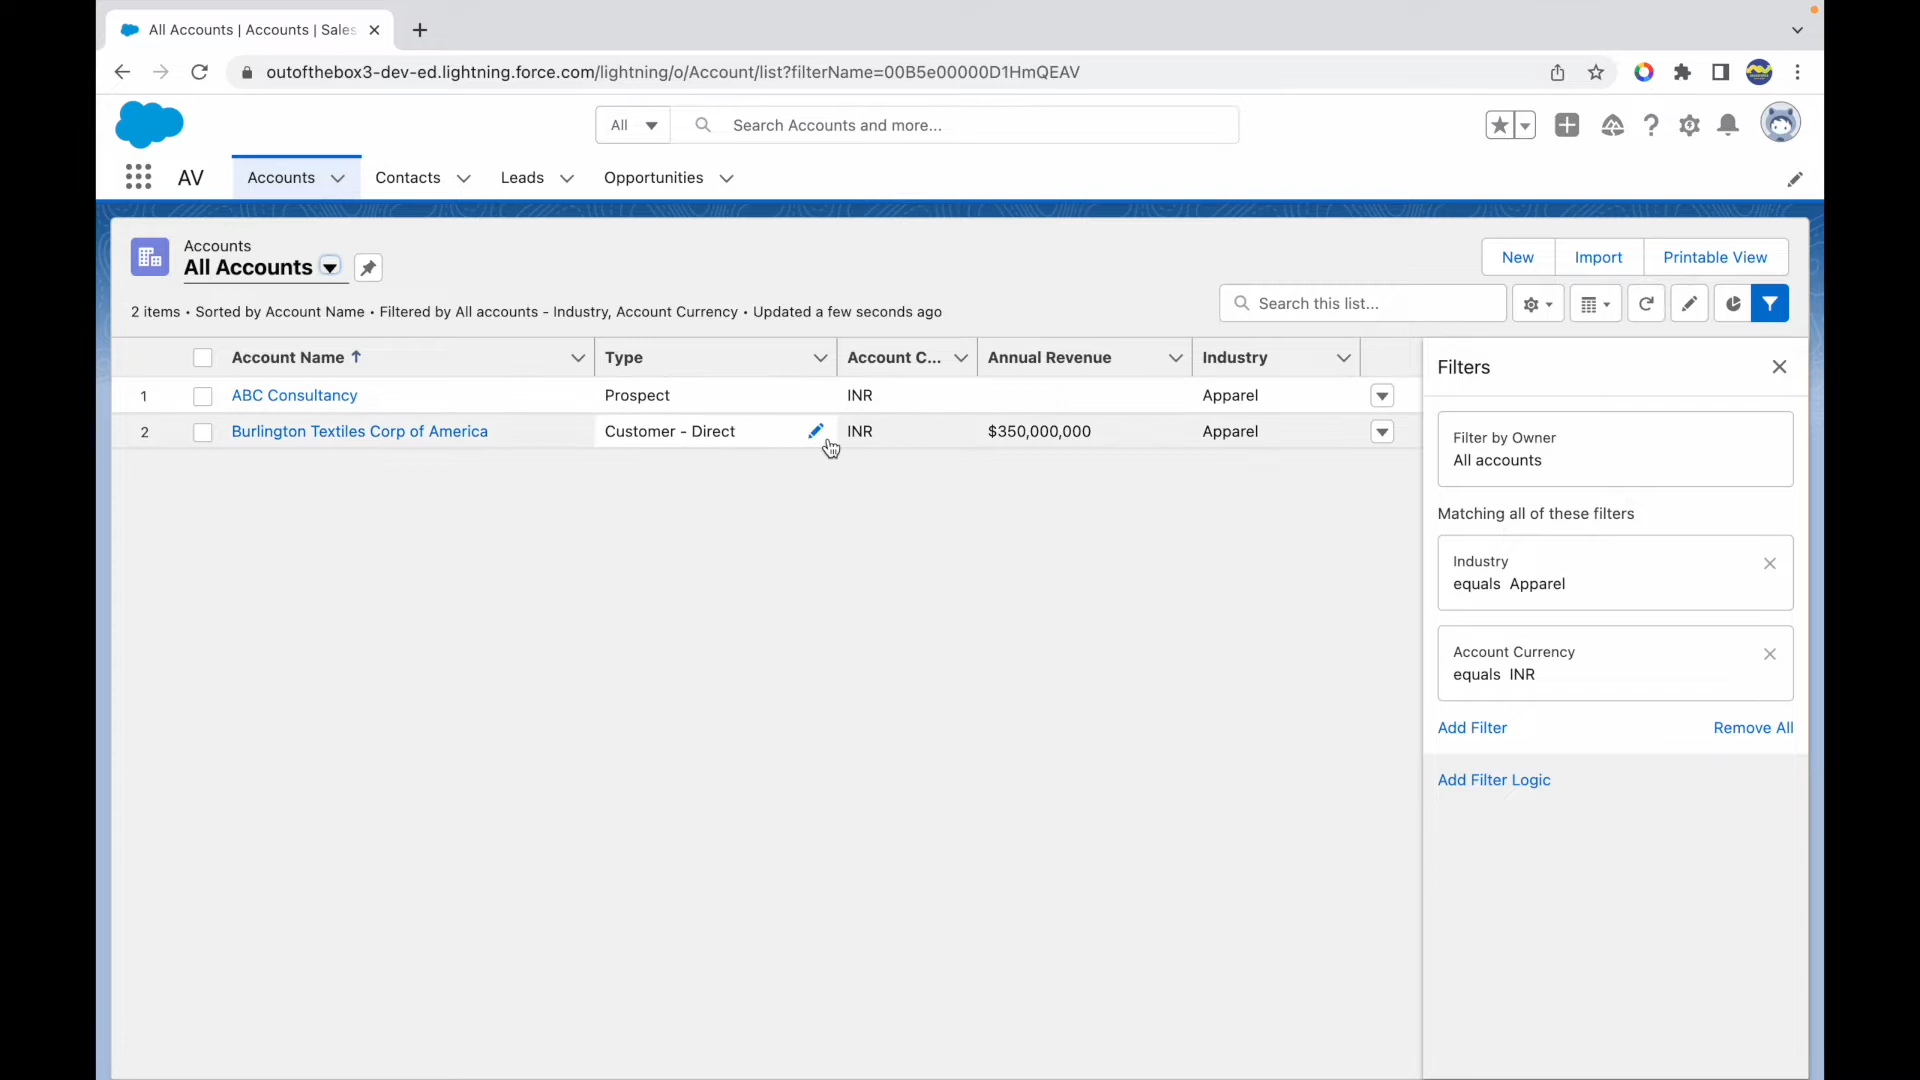 All Accounts | Accounts | Sales
outofthebox3-dev-ed.lightning.force.com/lightning/o/Account/list?filterName=00B5e00000D1HmQEAV
All Search Accounts and more...
AV Accounts Contacts Leads Opportunities
Accounts
All Accounts
New Import Printable View
2 items • Sorted by Account Name • Filtered by All accounts - Industry, Account Currency • Updated a few seconds ago
Search this list...
Account Name Type Account C... Annual Revenue Industry
1 ABC Consultancy Prospect INR Apparel
2 Burlington Textiles Corp of America Customer - Direct INR $350,000,000 Apparel
Filters
Filter by Owner
All accounts
Matching all of these filters
Industry
equals Apparel
Account Currency
equals INR
Add Filter Remove All
Add Filter Logic